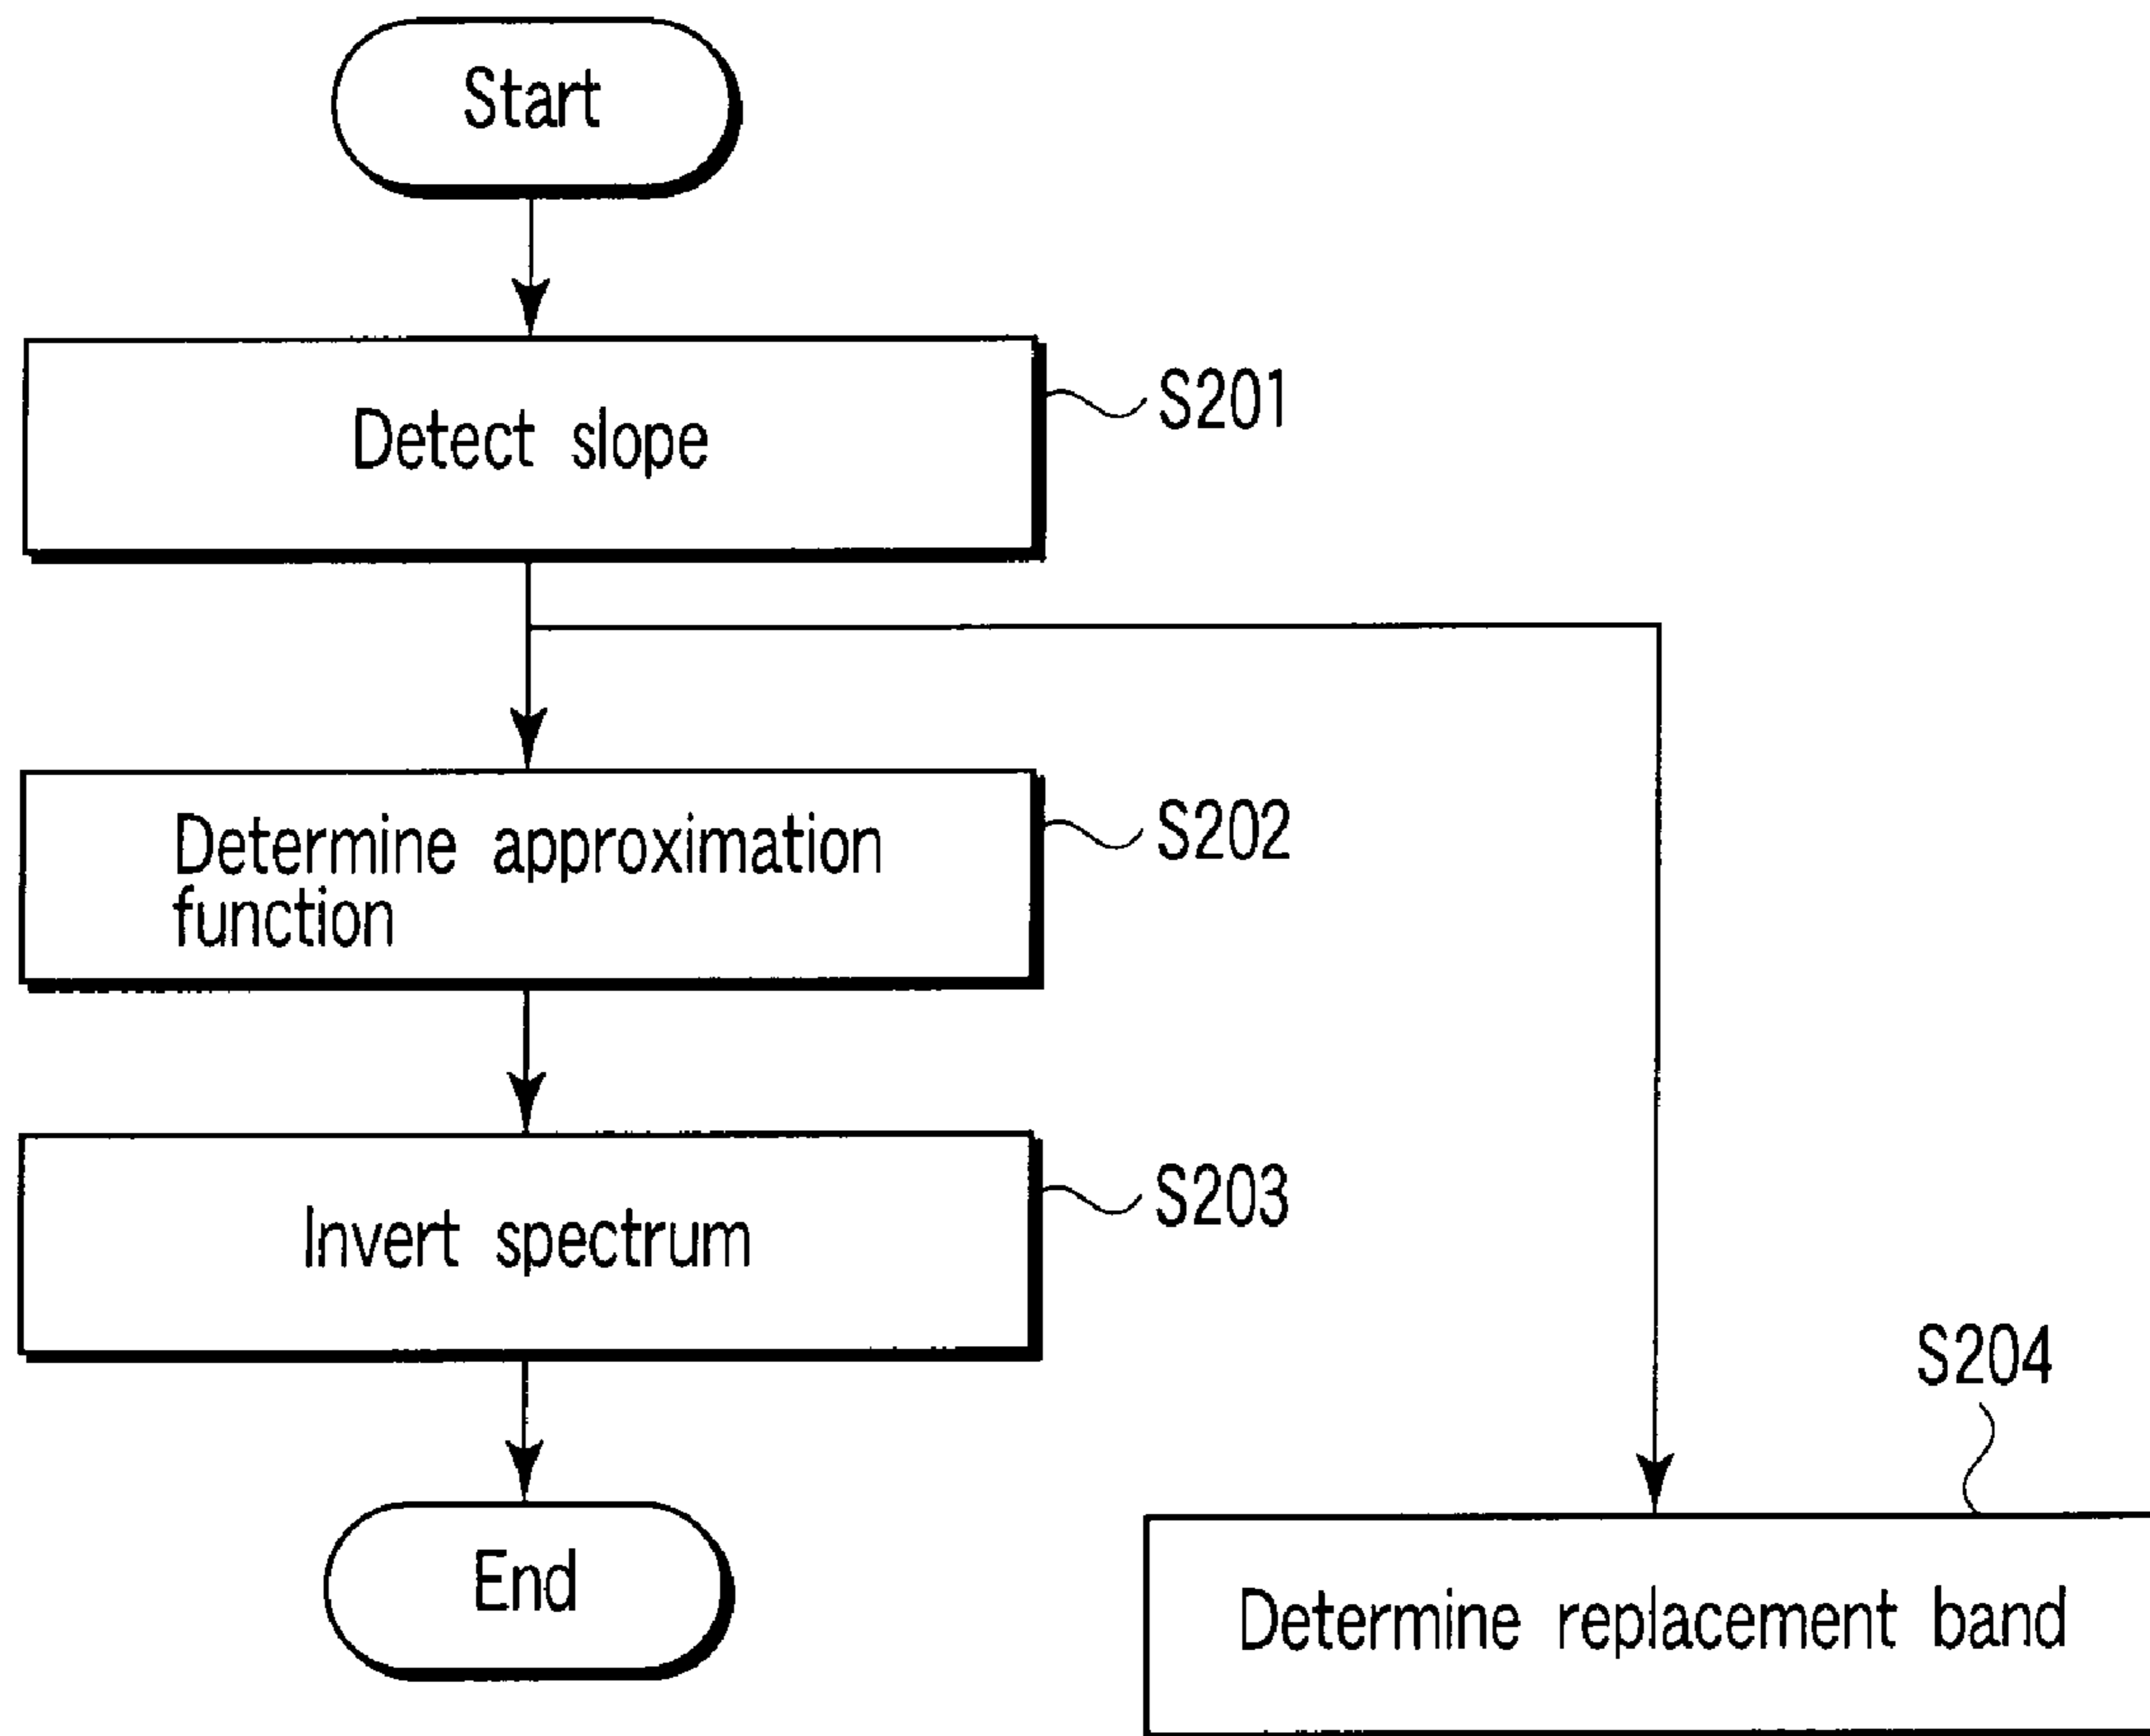 Start
Detect slope
S201
Determine approximation
function
S202
Invert spectrum
S203
S204
End
Determine replacement band